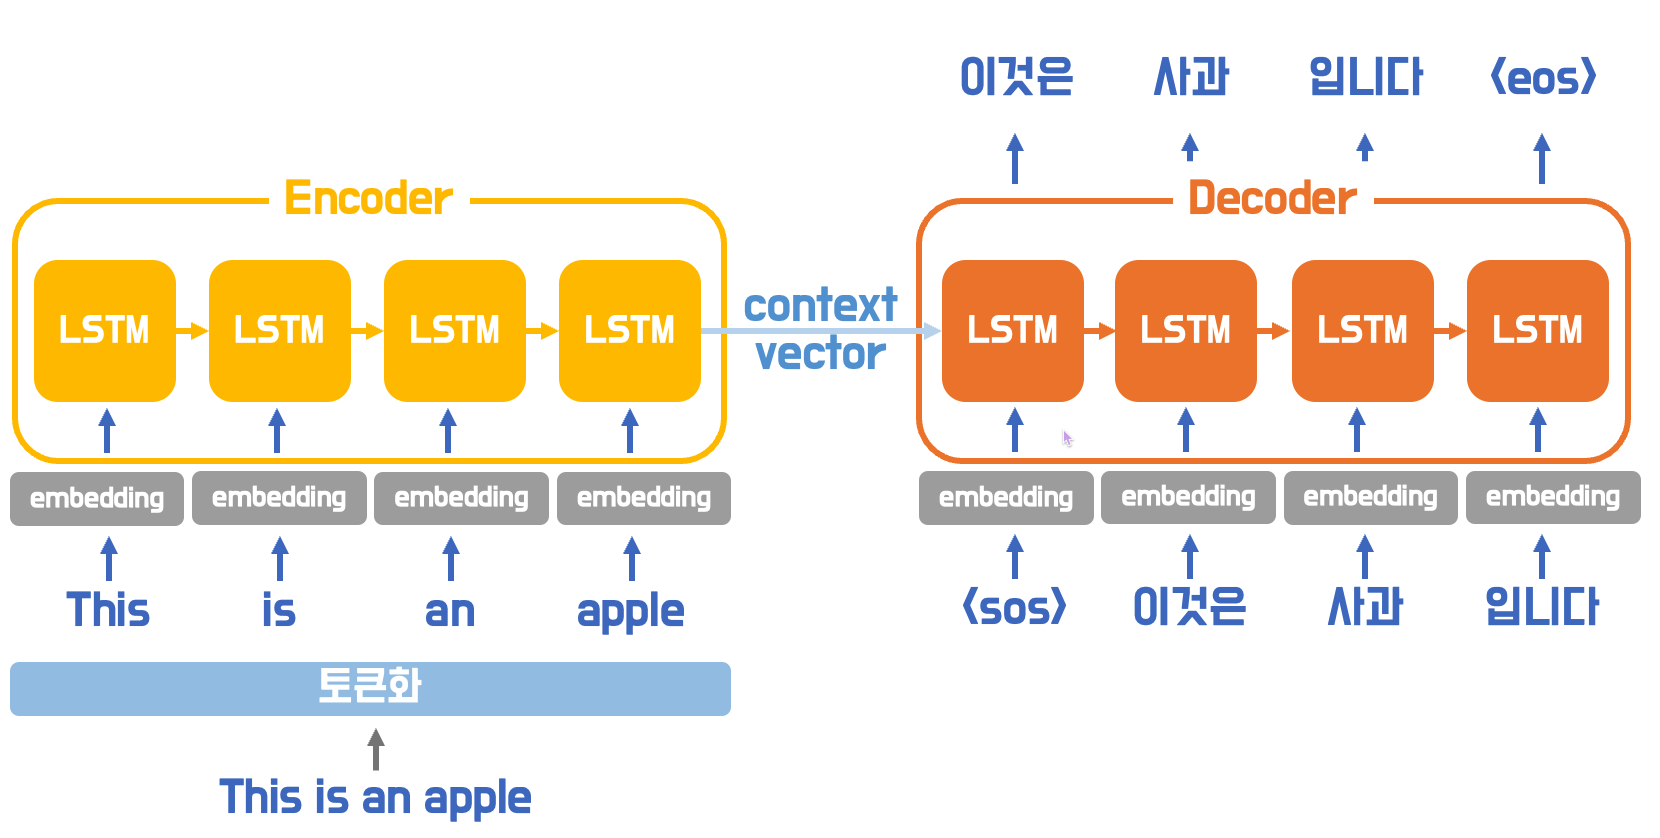 이것은 사과 입니다 <eos>
Encoder
Decoder
LSTM LSTM LSTM LSTM
context
vector
LSTM LSTM LSTM LSTM
embedding embedding embedding embedding
embedding embedding embedding embedding
This is an apple
<sos> 이것은 사과 입니다
토큰화
This is an apple